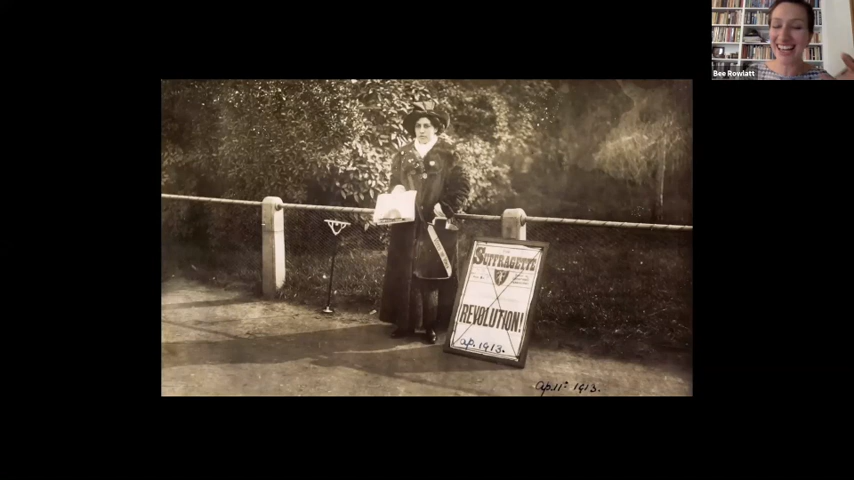 Bee Rowlatt
SUFFRAGETTE
REVOLUTION!
ap. 1913.
Ap. 11th 1913.